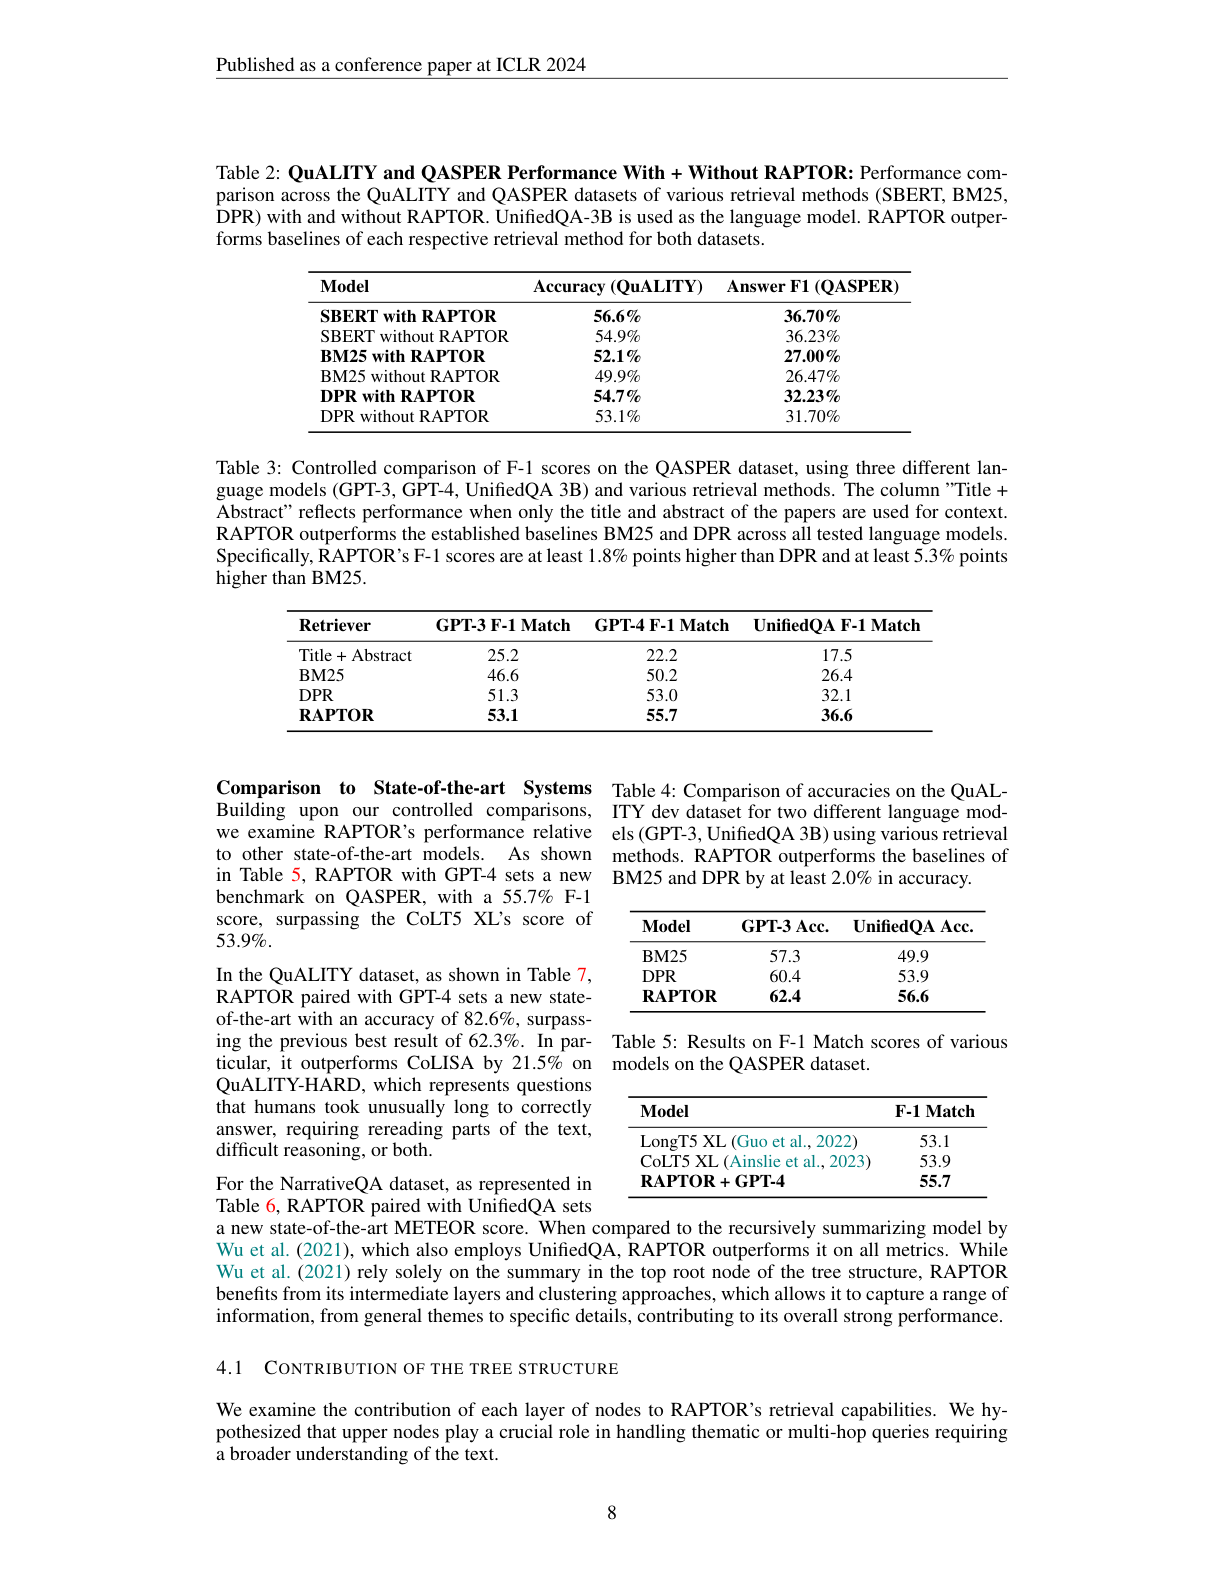 Published as a conference paper at ICLR 2024
Table 2: QuALITY and QASPER Performance With + Without RAPTOR: Performance com-
parison across the QuALITY and QASPER datasets of various retrieval methods (SBERT, BM25,
DPR) with and without RAPTOR. UnifiedQA-3B is used as the language model. RAPTOR outper-
forms baselines of each respective retrieval method for both datasets.
Model Accuracy (QuALITY) Answer F1 (QASPER)
SBERT with RAPTOR 56.6% 36.70%
SBERT without RAPTOR 54.9% 36.23%
BM25 with RAPTOR 52.1% 27.00%
BM25 without RAPTOR 49.9% 26.47%
DPR with RAPTOR 54.7% 32.23%
DPR without RAPTOR 53.1% 31.70%
Table 3: Controlled comparison of F-1 scores on the QASPER dataset, using three different lan-
guage models (GPT-3, GPT-4, UnifiedQA 3B) and various retrieval methods. The column ”Title +
Abstract” reflects performance when only the title and abstract of the papers are used for context.
RAPTOR outperforms the established baselines BM25 and DPR across all tested language models.
Specifically, RAPTOR’s F-1 scores are at least 1.8% points higher than DPR and at least 5.3% points
higher than BM25.
Retriever GPT-3 F-1 Match GPT-4 F-1 Match UnifiedQA F-1 Match
Title + Abstract 25.2 22.2 17.5
BM25 46.6 50.2 26.4
DPR 51.3 53.0 32.1
RAPTOR 53.1 55.7 36.6
Comparison to State-of-the-art Systems
Building upon our controlled comparisons,
we examine RAPTOR’s performance relative
to other state-of-the-art models. As shown
in Table 5, RAPTOR with GPT-4 sets a new
benchmark on QASPER, with a 55.7% F-1
score, surpassing the CoLT5 XL’s score of
53.9%.
In the QuALITY dataset, as shown in Table 7,
RAPTOR paired with GPT-4 sets a new state-
of-the-art with an accuracy of 82.6%, surpass-
ing the previous best result of 62.3%. In par-
ticular, it outperforms CoLISA by 21.5% on
QuALITY-HARD, which represents questions
that humans took unusually long to correctly
answer, requiring rereading parts of the text,
difficult reasoning, or both.
For the NarrativeQA dataset, as represented in
Table 6, RAPTOR paired with UnifiedQA sets
Table 4: Comparison of accuracies on the QuAL-
ITY dev dataset for two different language mod-
els (GPT-3, UnifiedQA 3B) using various retrieval
methods. RAPTOR outperforms the baselines of
BM25 and DPR by at least 2.0% in accuracy.
Model GPT-3 Acc. UnifiedQA Acc.
BM25 57.3 49.9
DPR 60.4 53.9
RAPTOR 62.4 56.6
Table 5: Results on F-1 Match scores of various
models on the QASPER dataset.
Model F-1 Match
LongT5 XL (Guo et al., 2022) 53.1
CoLT5 XL (Ainslie et al., 2023) 53.9
RAPTOR + GPT-4 55.7
a new state-of-the-art METEOR score. When compared to the recursively summarizing model by
Wu et al. (2021), which also employs UnifiedQA, RAPTOR outperforms it on all metrics. While
Wu et al. (2021) rely solely on the summary in the top root node of the tree structure, RAPTOR
benefits from its intermediate layers and clustering approaches, which allows it to capture a range of
information, from general themes to specific details, contributing to its overall strong performance.
4.1 CONTRIBUTION OF THE TREE STRUCTURE
We examine the contribution of each layer of nodes to RAPTOR’s retrieval capabilities. We hy-
pothesized that upper nodes play a crucial role in handling thematic or multi-hop queries requiring
a broader understanding of the text.
8